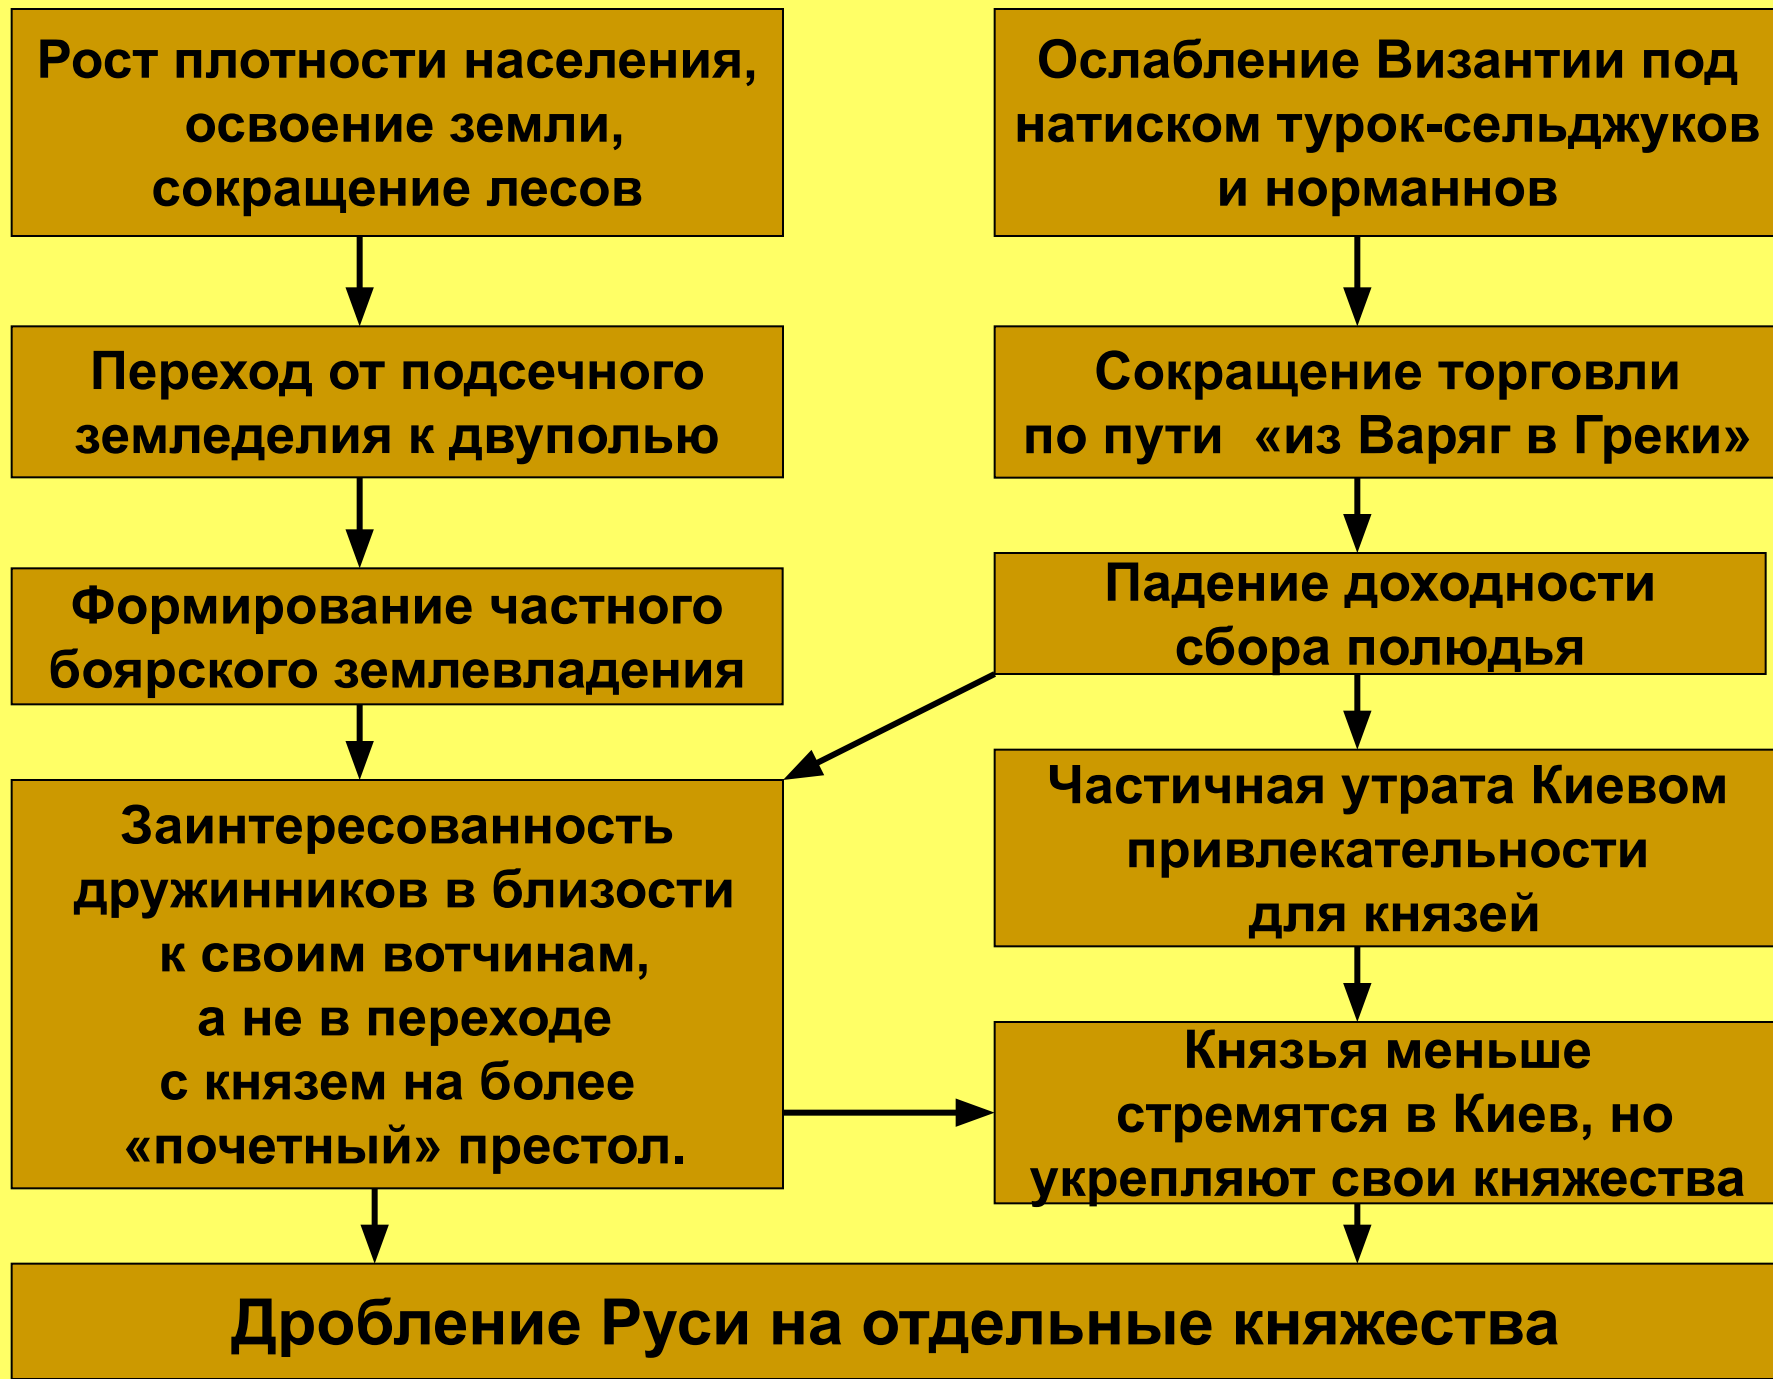 Рост плотности населения,
освоение земли,
сокращение лесов
Переход от подсечного
земледелия к двуполью
Формирование частного
боярского землевладения
Заинтересованность
дружинников в близости
к своим вотчинам,
а не в переходе
с князем на более
«почетный» престол.
Ослабление Византии под
натиском турок-сельджуков
и норманнов
Сокращение торговли
по пути «из Варяг в Греки»
Падение доходности
сбора полюдья
Частичная утрата Киевом
привлекательности
для князей
Князья меньше
стремятся в Киев, но
укрепляют свои княжества
Дробление Руси на отдельные княжества